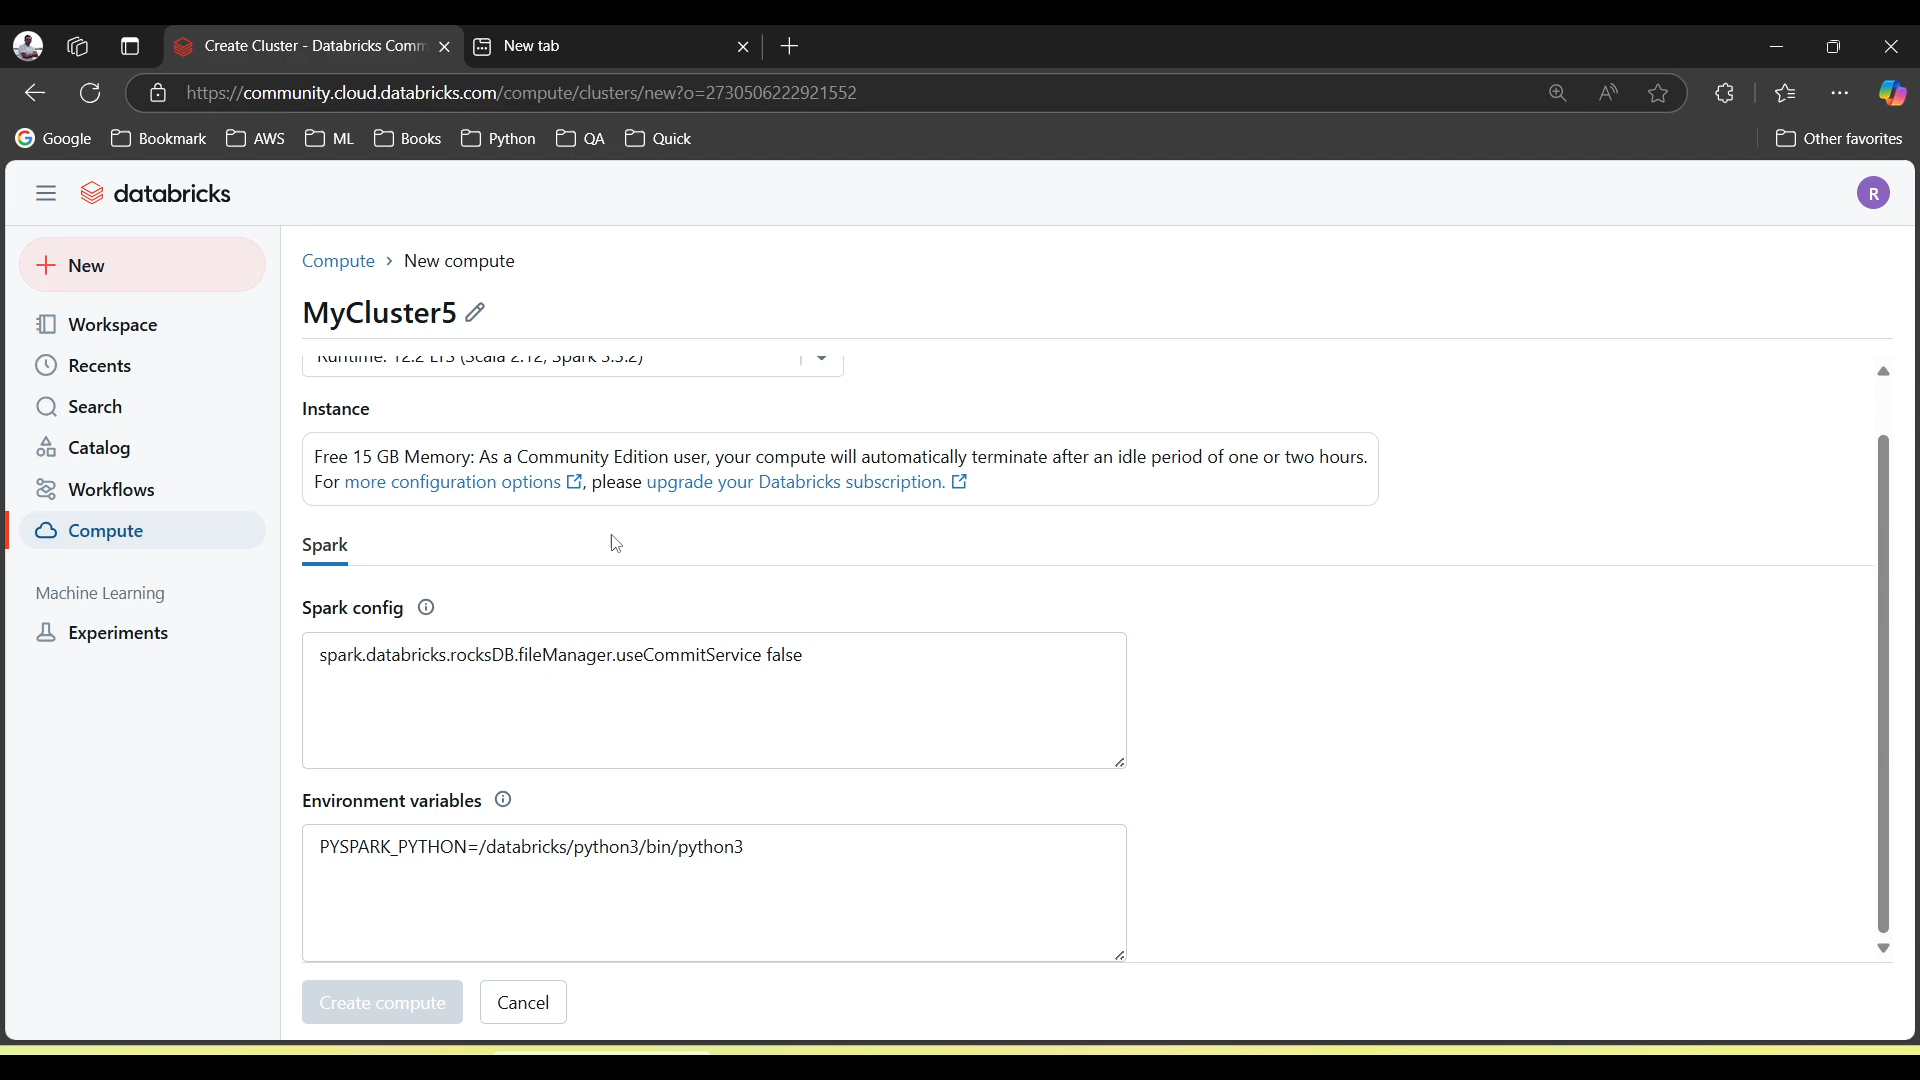 Create Cluster - Databricks Comm
New tab
https://community.cloud.databricks.com/compute/clusters/new?o=2730506222921552
Google
Bookmark
AWS
ML
Books
Python
QA
Quick
Other favorites
databricks
R
New
Workspace
Recents
Search
Catalog
Workflows
Compute
Machine Learning
Experiments
Compute > New compute
MyCluster5
Runtime: 12.2 LTS (Scala 2.12, Spark 3.3.2)
Instance
Free 15 GB Memory: As a Community Edition user, your compute will automatically terminate after an idle period of one or two hours.
For more configuration options, please upgrade your Databricks subscription.
Spark
Spark config
spark.databricks.rocksDB.fileManager.useCommitService false
Environment variables
PYSPARK_PYTHON=/databricks/python3/bin/python3
Create compute
Cancel